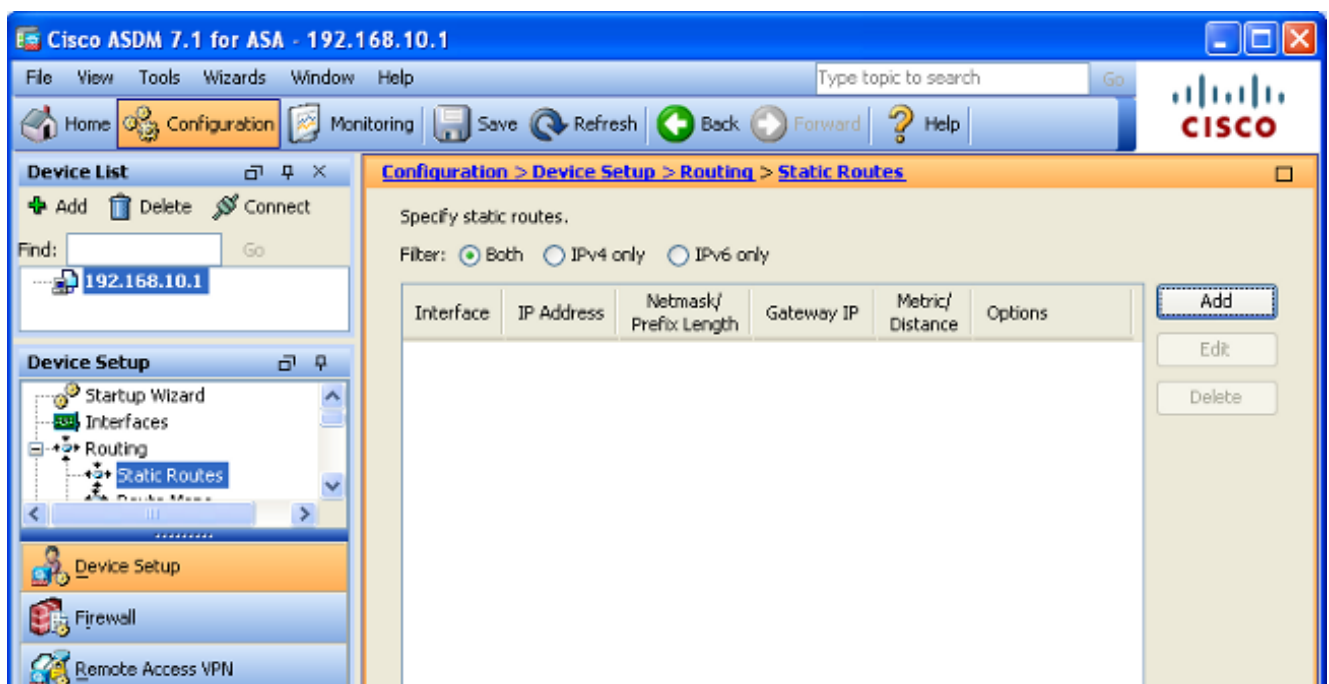 Cisco ASDM 7.1 for ASA - 192.168.10.1
File View Tools Wizards Window Help Type topic to search Go
Home Configuration Monitoring Save Refresh Back Forward Help
CISCO
Device List
Add Delete Connect
Find: Go
192.168.10.1
Device Setup
Startup Wizard
Interfaces
Routing
Static Routes
Device Setup
Firewall
Remote Access VPN
Configuration > Device Setup > Routing > Static Routes
Specify static routes.
Filter: Both IPv4 only IPv6 only
Interface IP Address Netmask/ Prefix Length Gateway IP Metric/ Distance Options
Add
Edit
Delete